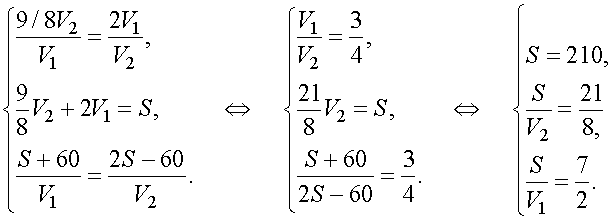 { (9/8V₂)/V₁ = 2V₁/V₂, ⇔ { V₁/V₂ = 3/4, ⇔ { S = 210,
9/8 V₂ + 2V₁ = S, 21/8 V₂ = S, S/V₂ = 21/8,
(S + 60)/V₁ = (2S − 60)/V₂. (S + 60)/(2S − 60) = 3/4. S/V₁ = 7/2.